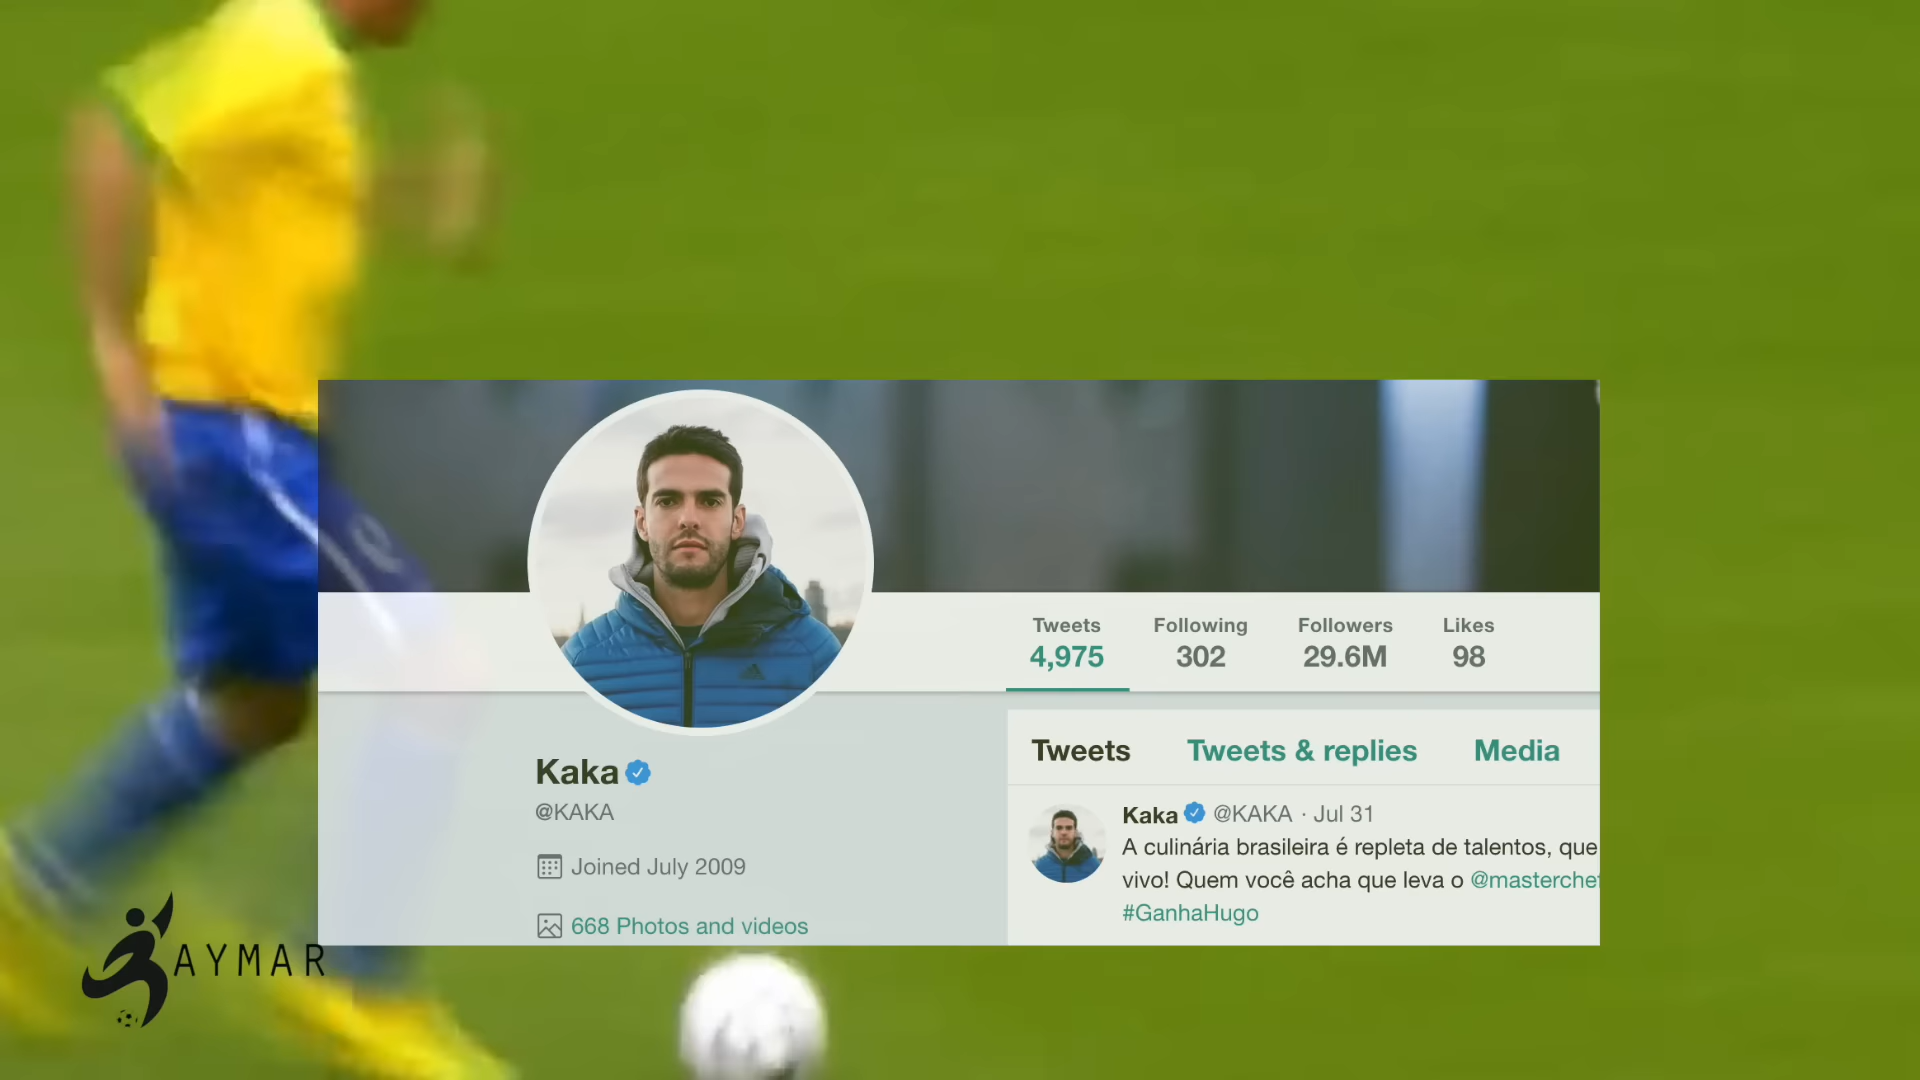 Tweets
4,975
Following
302
Followers
29.6M
Likes
98
Kaka
@KAKA
Joined July 2009
668 Photos and videos
Tweets Tweets & replies Media
Kaka @KAKA · Jul 31
A culinária brasileira é repleta de talentos, que
vivo! Quem você acha que leva o @masterchef
#GanhaHugo
AYMAR